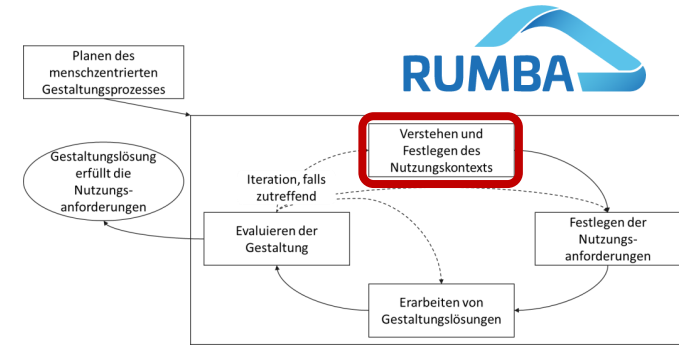 RUMBA
Planen des
menschzentrierten
Gestaltungsprozesses
Verstehen und
Festlegen des
Nutzungskontexts
Gestaltungslösung
erfüllt die
Nutzungs-
anforderungen
Iteration, falls
zutreffend
Evaluieren der
Gestaltung
Festlegen der
Nutzungs-
anforderungen
Erarbeiten von
Gestaltungslösungen